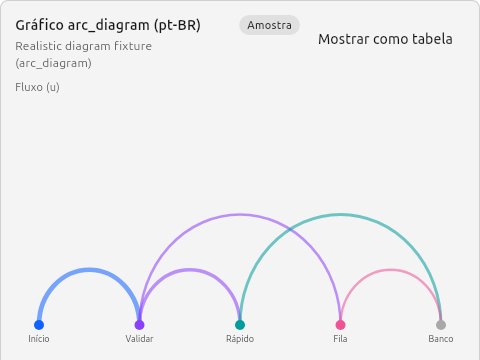 Gráfico arc_diagram (pt-BR)
Amostra
Mostrar como tabela
Realistic diagram fixture
(arc_diagram)
Fluxo (u)
Início
Validar
Rápido
Fila
Banco